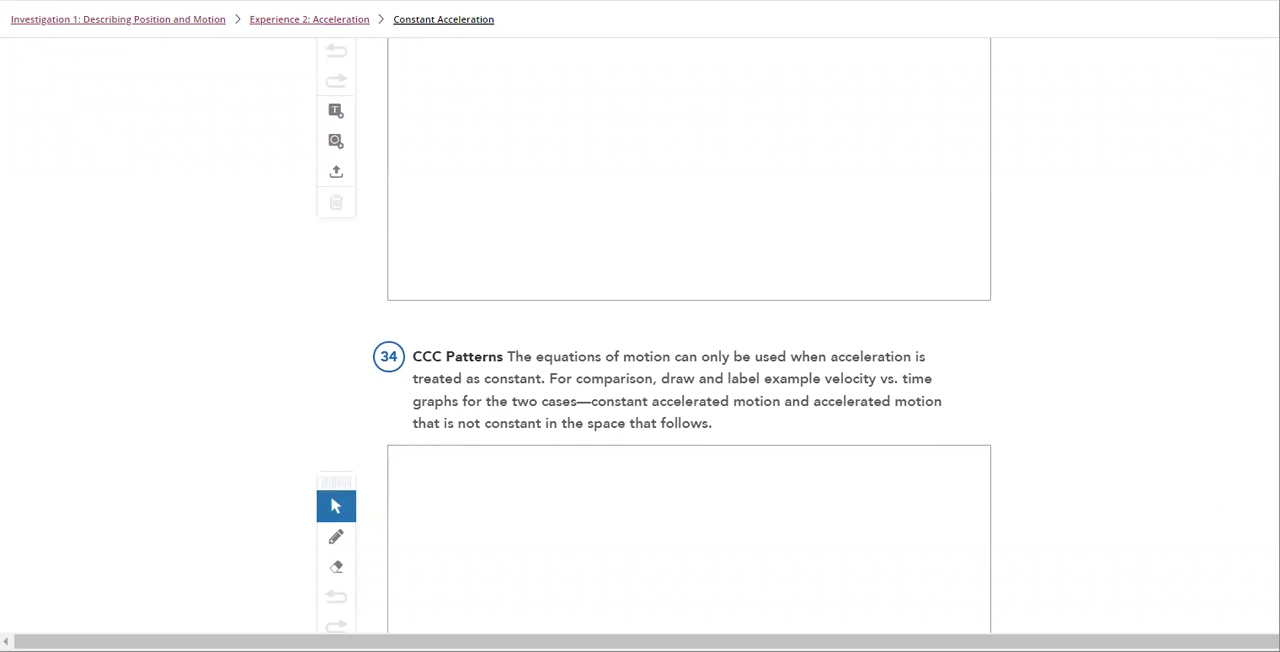 Investigation 1: Describing Position and Motion > Experience 2: Acceleration > Constant Acceleration
34 CCC Patterns The equations of motion can only be used when acceleration is
treated as constant. For comparison, draw and label example velocity vs. time
graphs for the two cases—constant accelerated motion and accelerated motion
that is not constant in the space that follows.